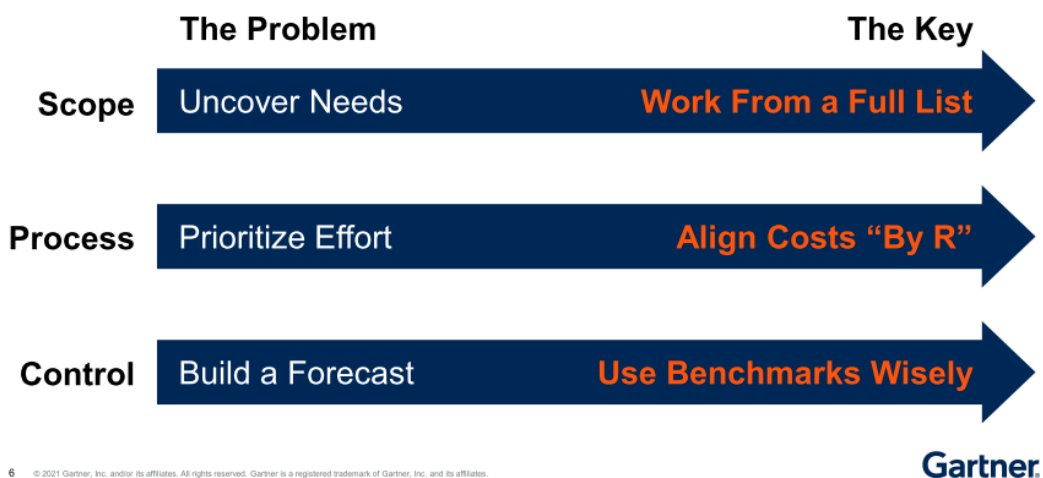 The Problem The Key
Scope Uncover Needs Work From a Full List
Process Prioritize Effort Align Costs “By R”
Control Build a Forecast Use Benchmarks Wisely
6 © 2021 Gartner, Inc. and/or its affiliates. All rights reserved. Gartner is a registered trademark of Gartner, Inc. and its affiliates.
Gartner.